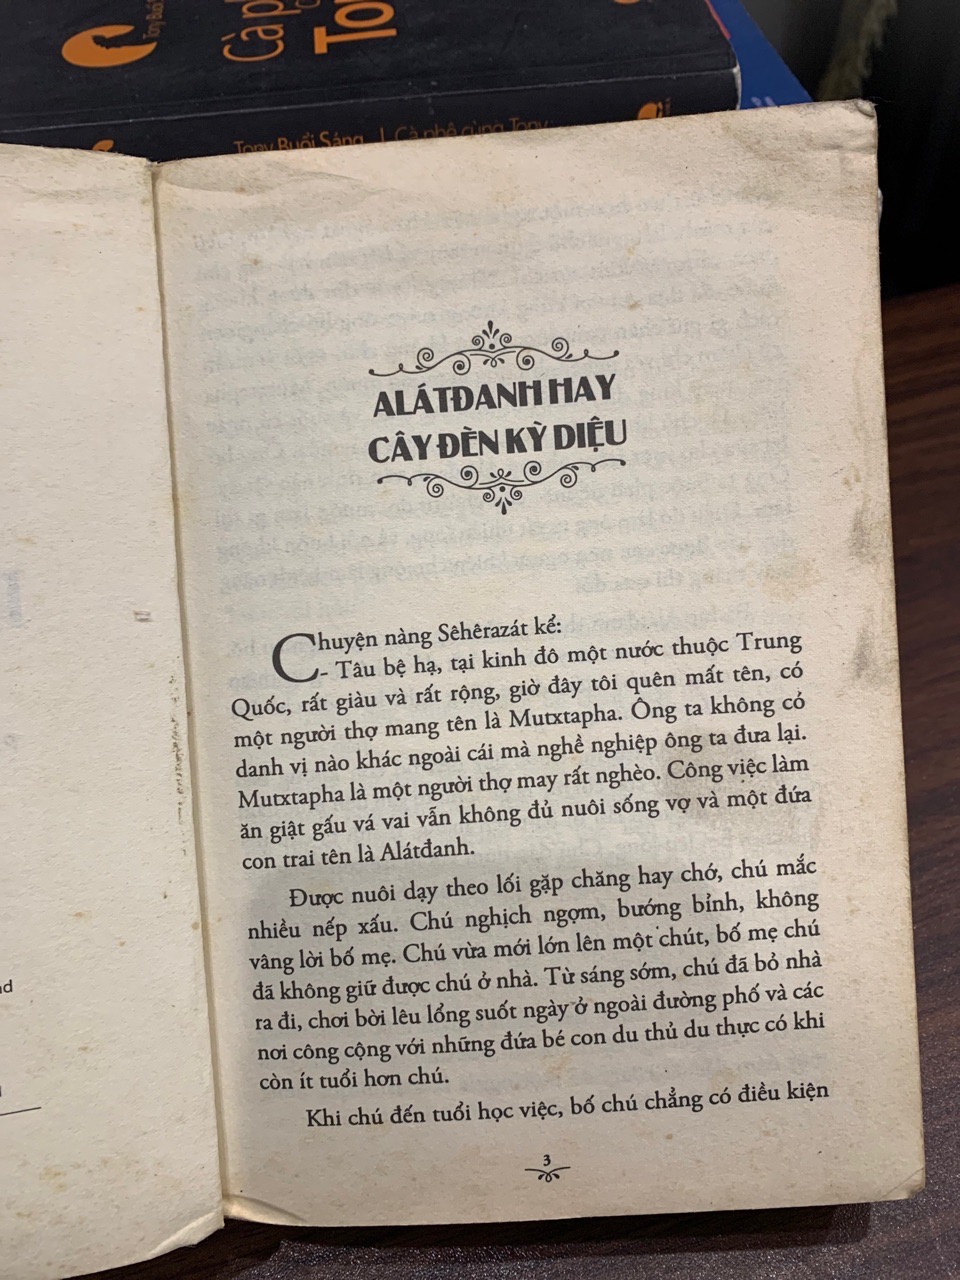 Cà p
To
Tony Buổi Sáng | Cà phê cùng Tony
ALÁTĐANH HAY
CÂY ĐÈN KỲ DIỆU
Chuyện nàng Sêhêrazát kể:
- Tâu bệ hạ, tại kinh đô một nước thuộc Trung
Quốc, rất giàu và rất rộng, giờ đây tôi quên mất tên, có
một người thợ mang tên là Mutxtapha. Ông ta không có
danh vị nào khác ngoài cái mà nghề nghiệp ông ta đưa lại.
Mutxtapha là một người thợ may rất nghèo. Công việc làm
ăn giật gấu vá vai vẫn không đủ nuôi sống vợ và một đứa
con trai tên là Alátđanh.
Được nuôi dạy theo lối gặp chăng hay chớ, chú mắc
nhiều nếp xấu. Chú nghịch ngợm, bướng bỉnh, không
vâng lời bố mẹ. Chú vừa mới lớn lên một chút, bố mẹ chú
đã không giữ được chú ở nhà. Từ sáng sớm, chú đã bỏ nhà
ra đi, chơi bời lêu lổng suốt ngày ở ngoài đường phố và các
nơi công cộng với những đứa bé con du thủ du thực có khi
còn ít tuổi hơn chú.
Khi chú đến tuổi học việc, bố chú chẳng có điều kiện
3